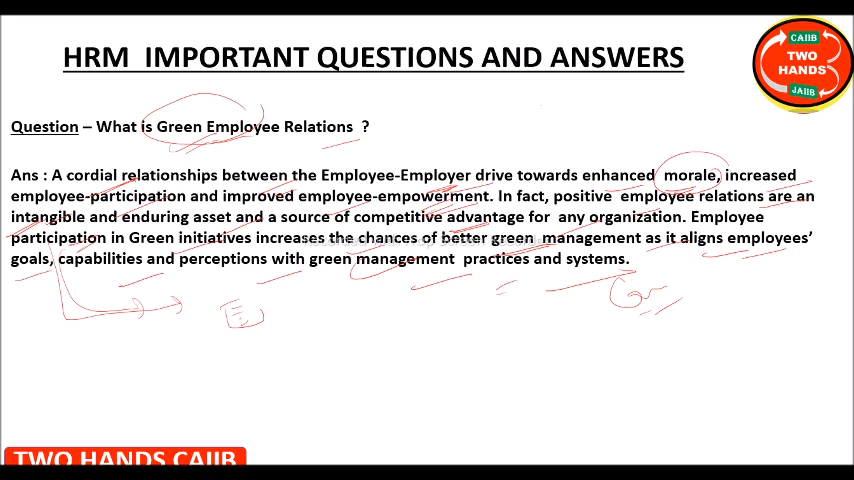 HRM IMPORTANT QUESTIONS AND ANSWERS
CAIIB
TWO
HANDS
JAIIB
Question – What is Green Employee Relations ?
Ans : A cordial relationships between the Employee-Employer drive towards enhanced morale, increased
employee-participation and improved employee-empowerment. In fact, positive employee relations are an
intangible and enduring asset and a source of competitive advantage for any organization. Employee
participation in Green initiatives increases the chances of better green management as it aligns employees’
goals, capabilities and perceptions with green management practices and systems.
TWO HANDS CAIIB